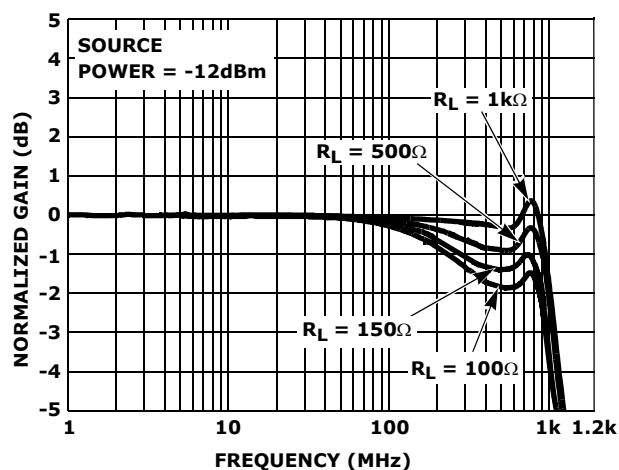 5
4
3
2
1
0
-1
-2
-3
-4
-5
NORMALIZED GAIN (dB)
SOURCE
POWER = -12dBm
RL = 1kΩ
RL = 500Ω
RL = 150Ω
RL = 100Ω
1 10 100 1k 1.2k
FREQUENCY (MHz)